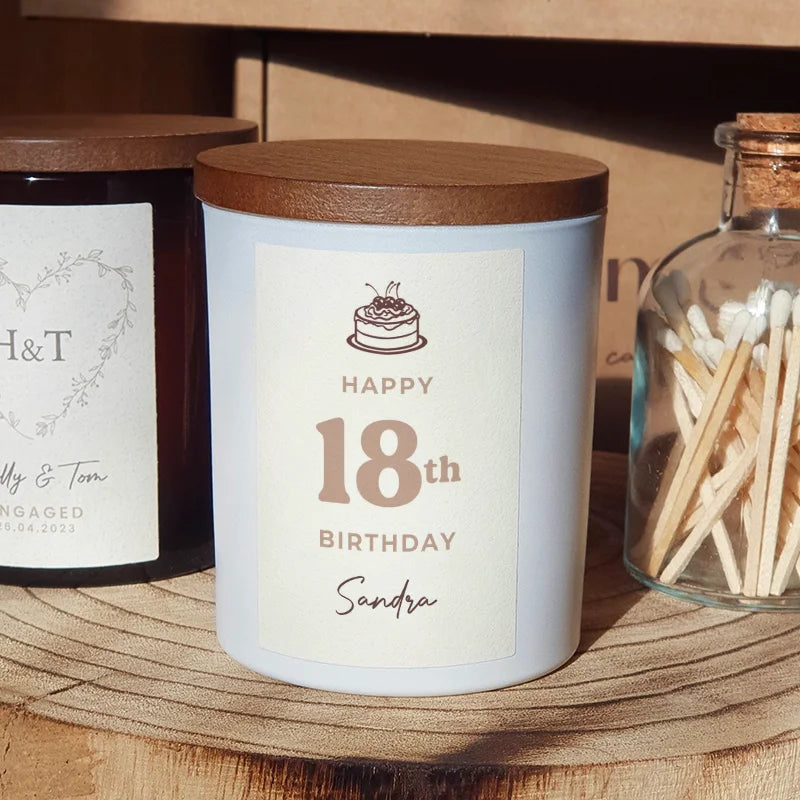 HAPPY
18th
BIRTHDAY
Sandra
H&T
& Tom
26.04.2023